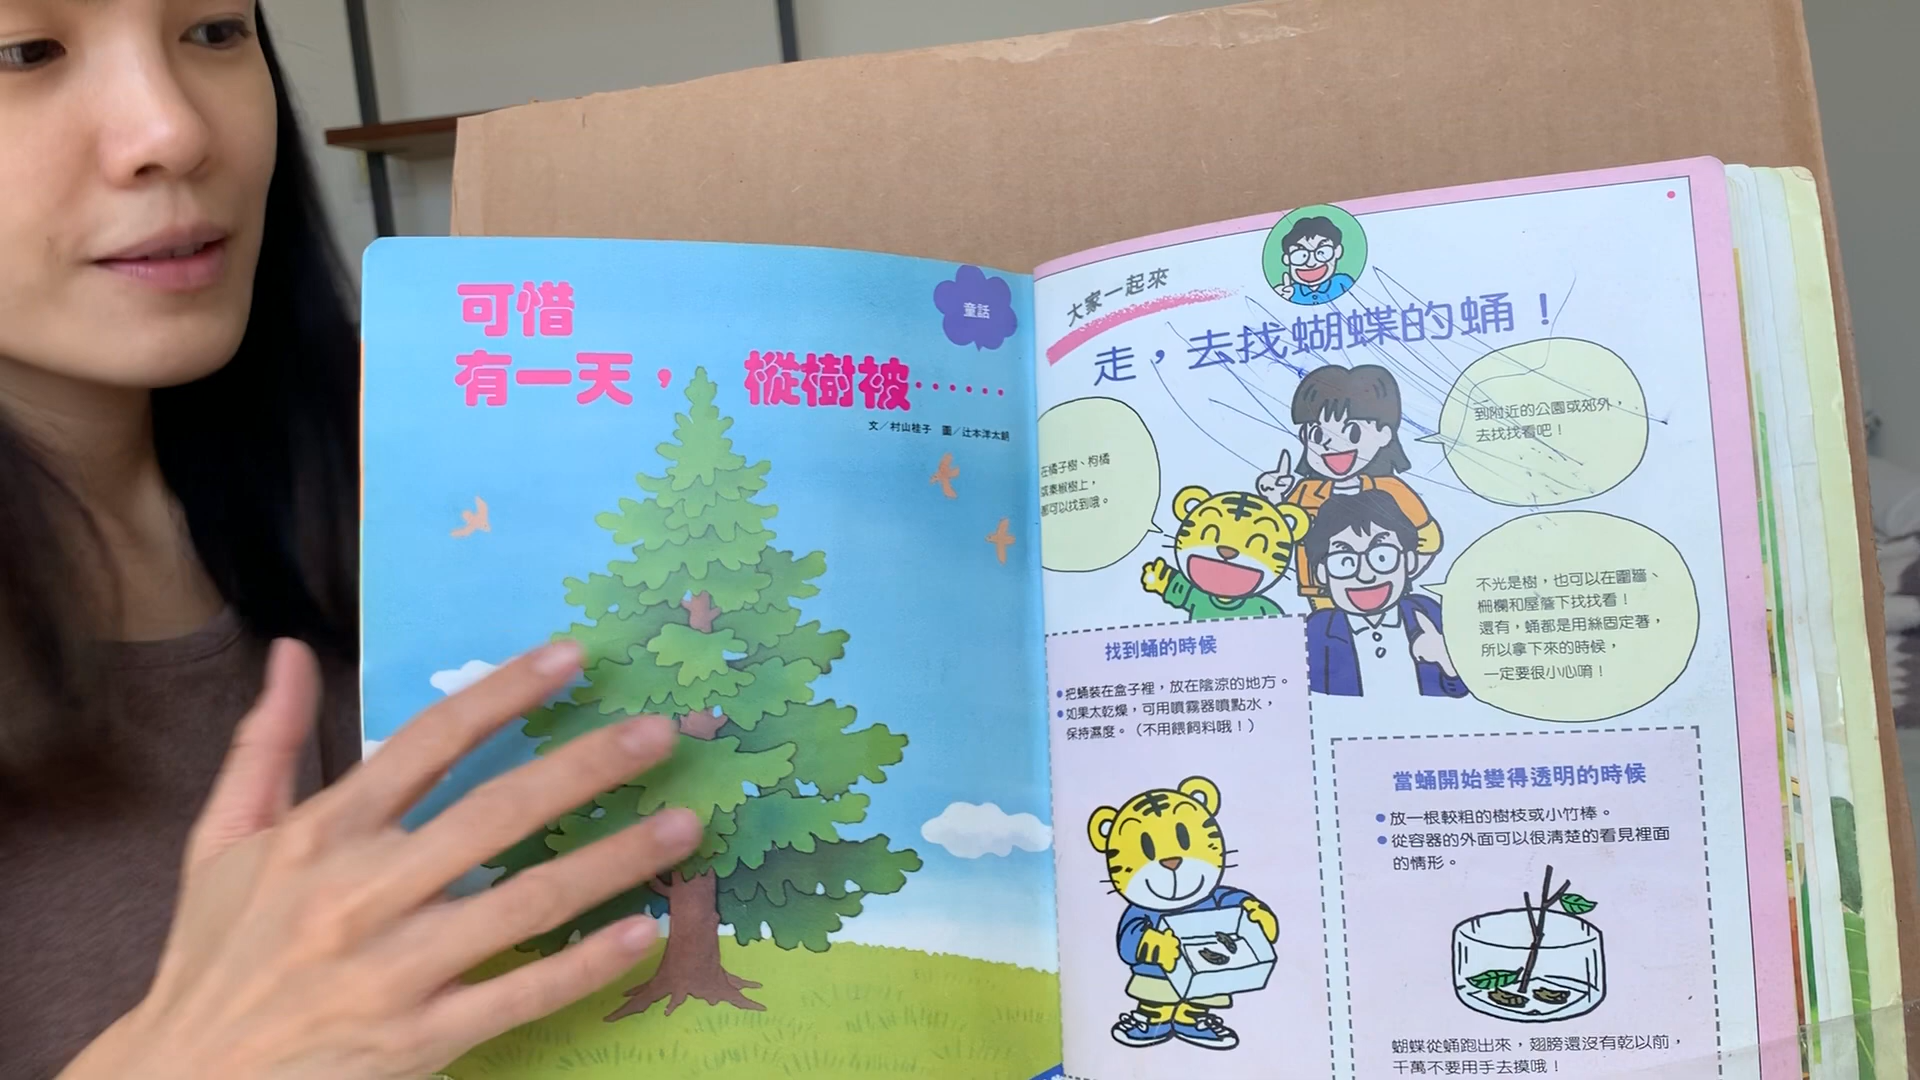 可惜
有一天，樅樹被……
童話
文／村山桂子 圖／辻本洋太朗
大家一起來
走，去找蝴蝶的蛹！
在橘子樹、枸橘
或秦椒樹上，
都可以找到哦。
到附近的公園或郊外，
去找找看吧！
不光是樹，也可以在圍牆、
柵欄和屋簷下找找看！
還有，蛹都是用絲固定著，
所以拿下來的時候，
一定要很小心唷！
找到蛹的時候
●把蛹裝在盒子裡，放在陰涼的地方。
●如果太乾燥，可用噴霧器噴點水，
保持濕度。（不用餵飼料哦！）
當蛹開始變得透明的時候
●放一根較粗的樹枝或小竹棒。
●從容器的外面可以很清楚的看見裡面
的情形。
蝴蝶從蛹跑出來，翅膀還沒有乾以前，
千萬不要用手去摸哦！